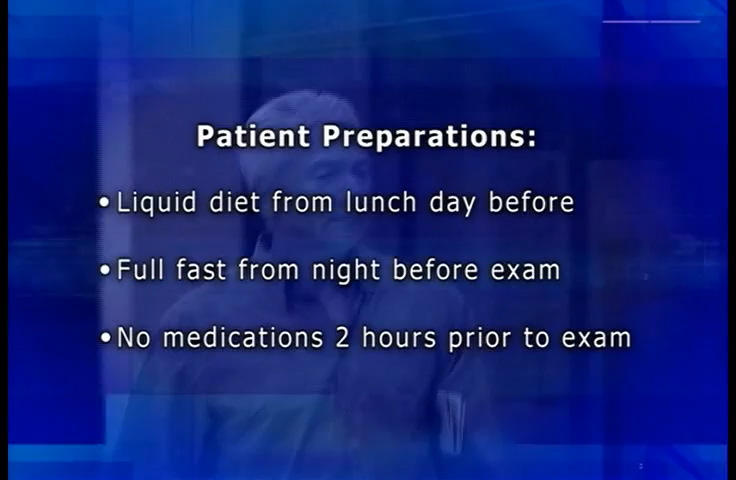 Patient Preparations:
•Liquid diet from lunch day before
•Full fast from night before exam
•No medications 2 hours prior to exam